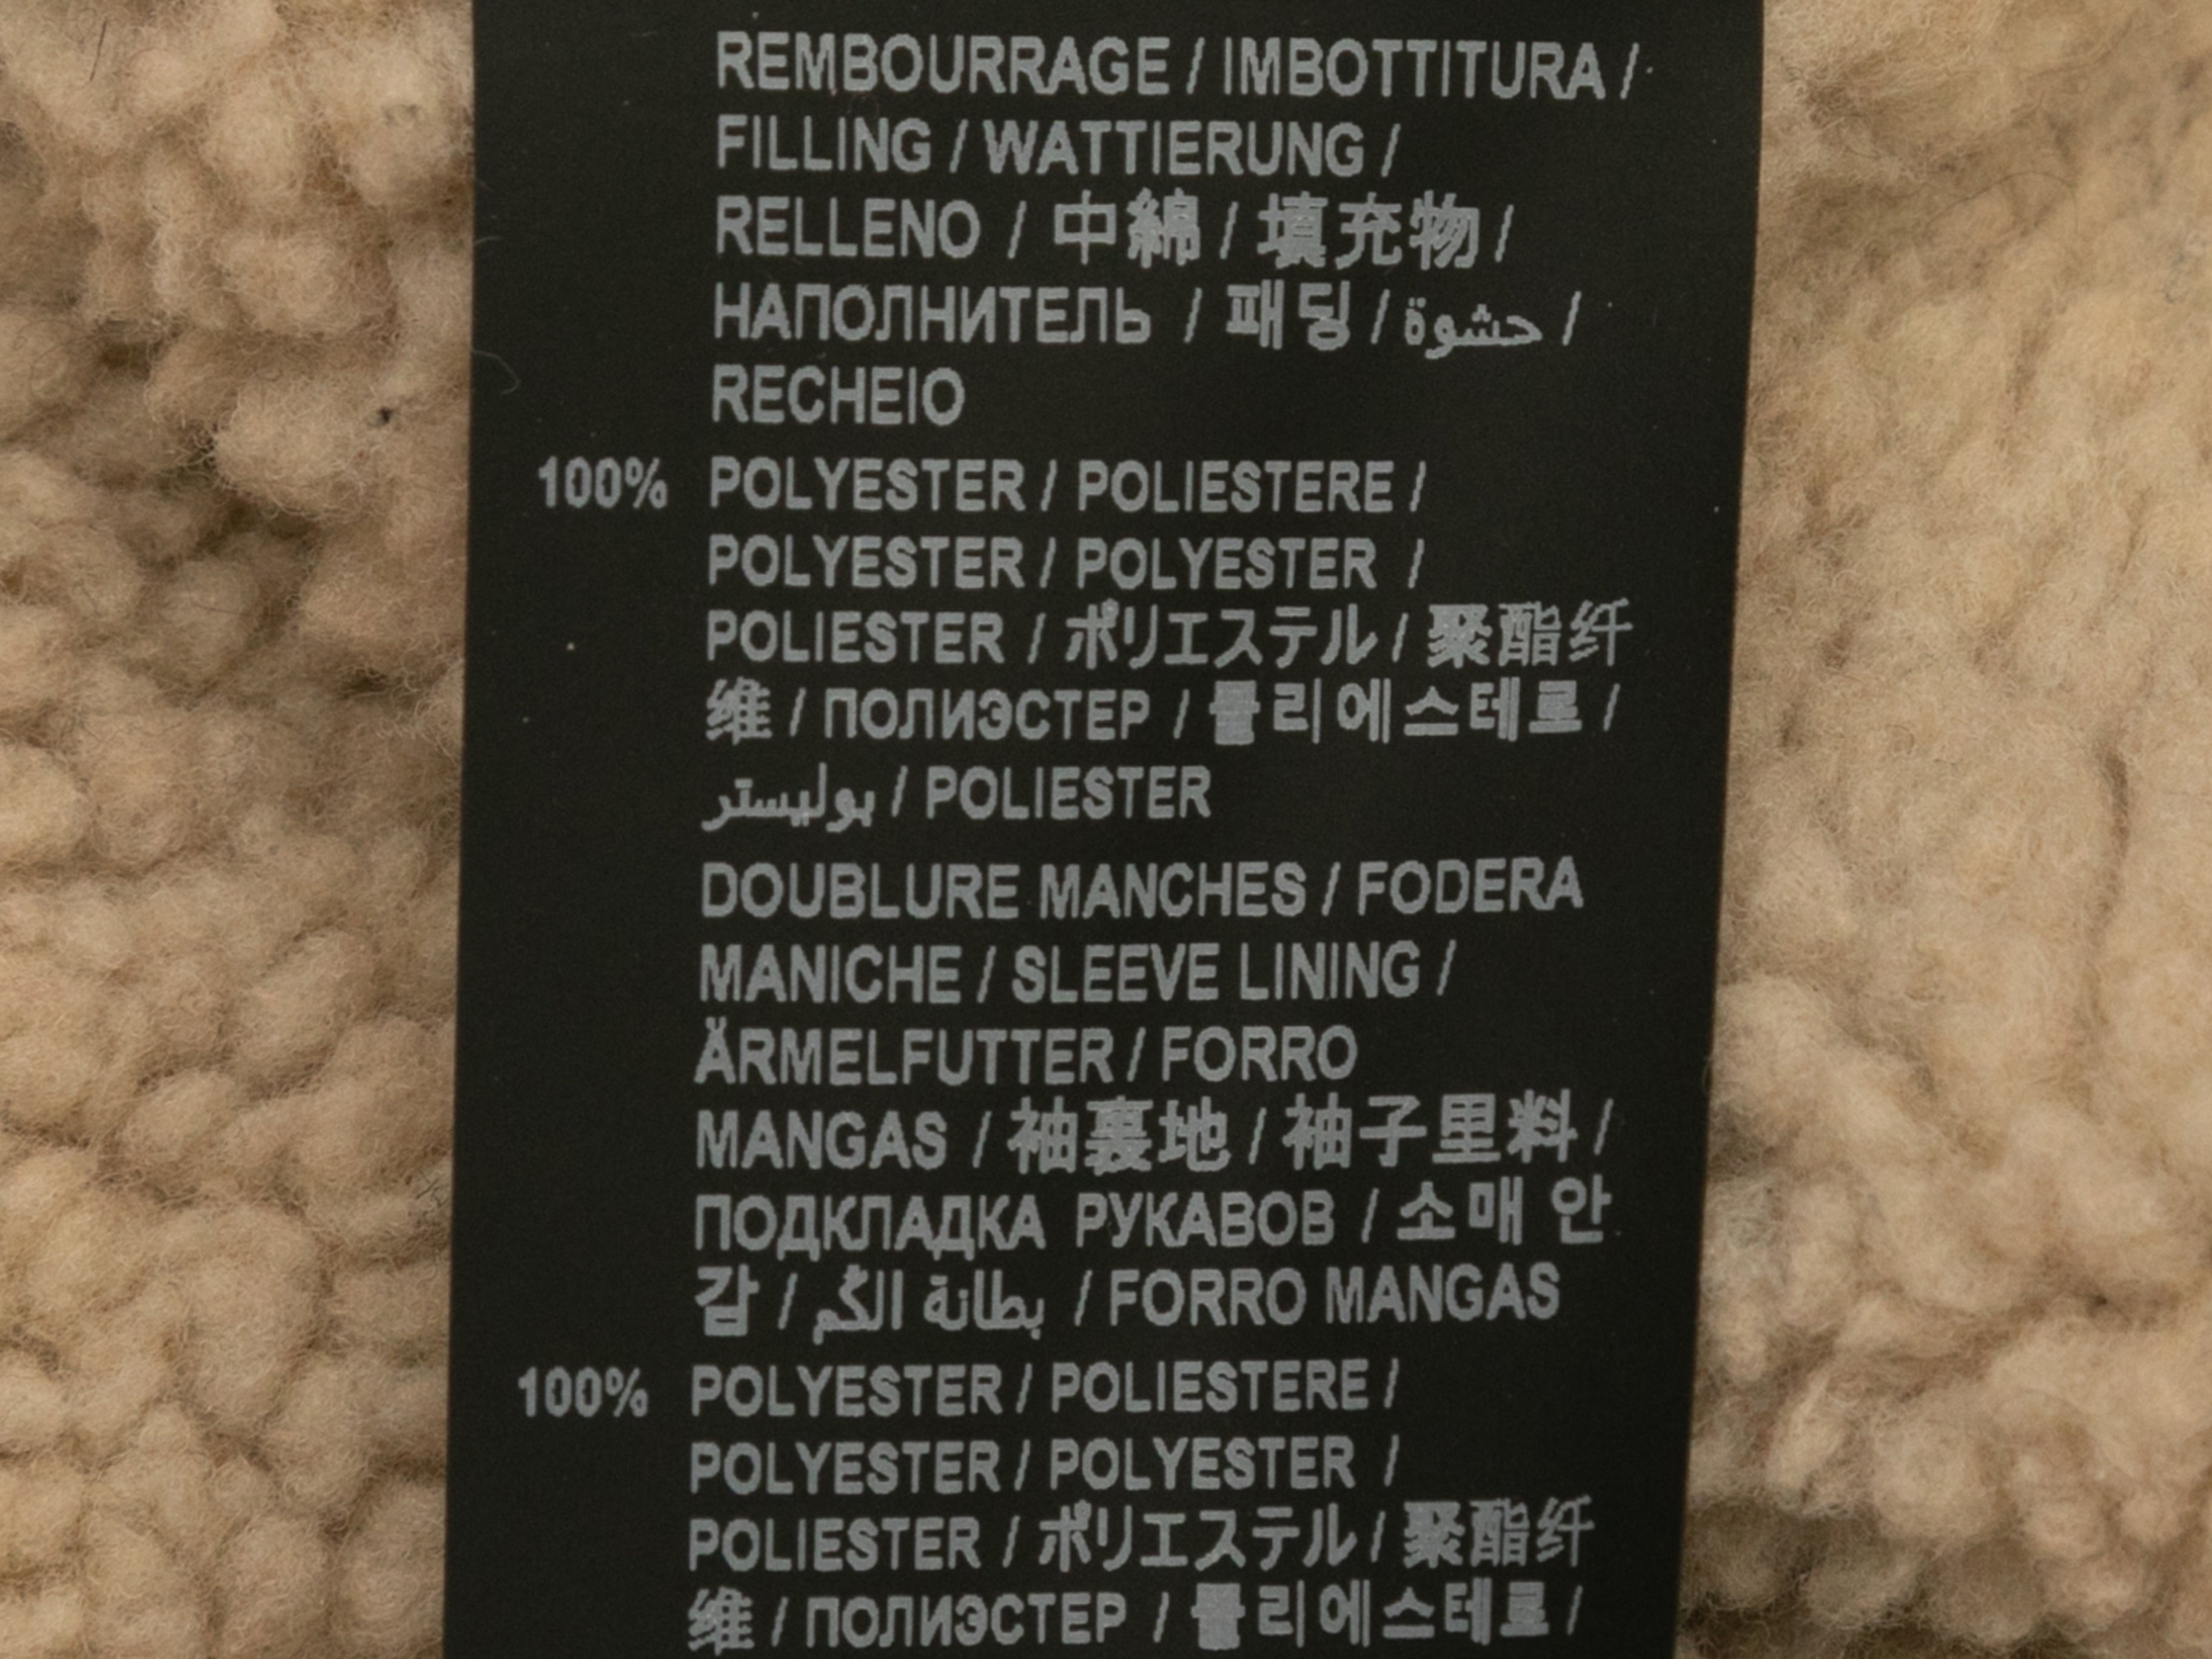 REMBOURRAGE / IMBOTTITURA /
FILLING / WATTIERUNG /
RELLENO / 中綿 / 填充物 /
НАПОЛНИТЕЛЬ / 패딩 / حشوة /
RECHEIO
100% POLYESTER / POLIESTERE /
POLYESTER / POLYESTER /
POLIESTER / ポリエステル / 聚酯纤
维 / ПОЛИЭСТЕР / 폴리에스테르 /
بوليستر / POLIESTER
DOUBLURE MANCHES / FODERA
MANICHE / SLEEVE LINING /
ÄRMELFUTTER / FORRO
MANGAS / 袖裏地 / 袖子里料 /
ПОДКЛАДКА РУКАВОВ / 소매 안
감 / بطانة الكم / FORRO MANGAS
100% POLYESTER / POLIESTERE /
POLYESTER / POLYESTER /
POLIESTER / ポリエステル / 聚酯纤
维 / ПОЛИЭСТЕР / 폴리에스테르 /